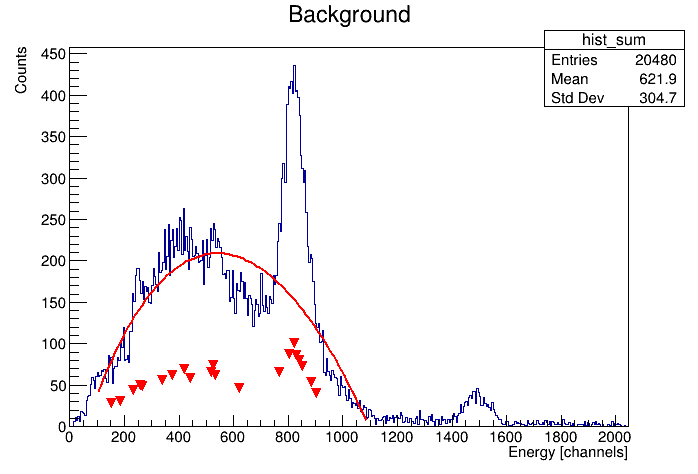 Background
hist_sum
Entries 20480
Mean 621.9
Std Dev 304.7
Counts
450
400
350
300
250
200
150
100
50
0
0 200 400 600 800 1000 1200 1400 1600 1800 2000
Energy [channels]